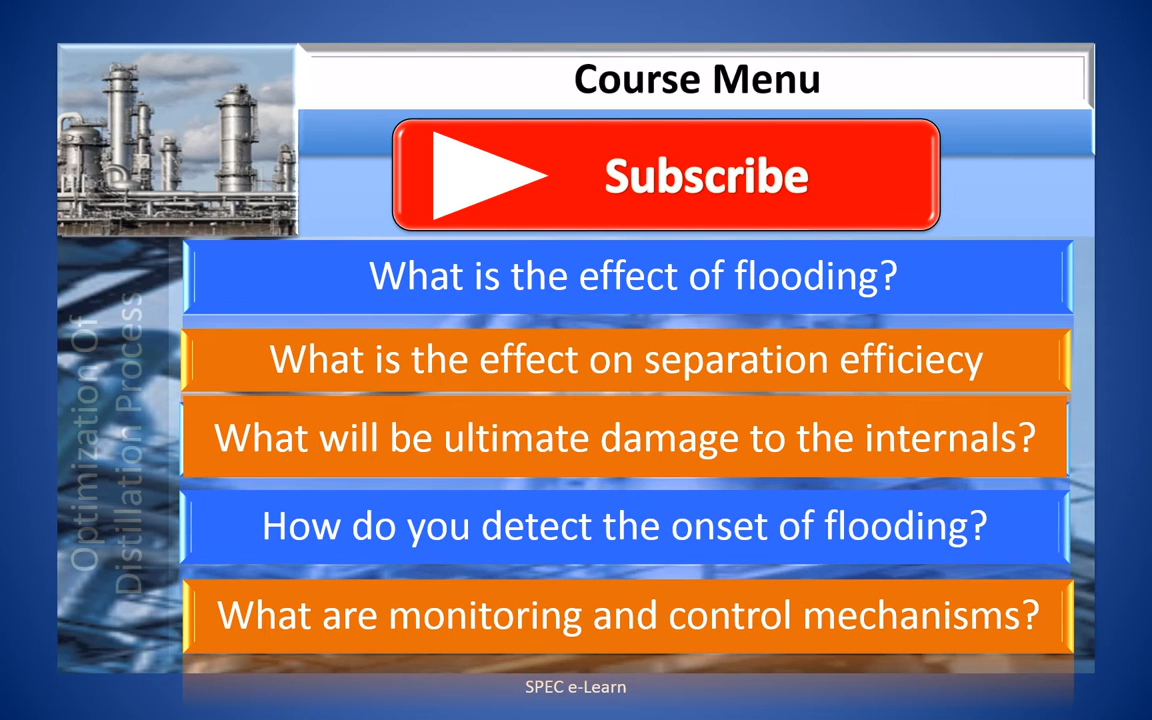 Course Menu
Subscribe
What is the effect of flooding?
What is the effect on separation efficiecy
What will be ultimate damage to the internals?
How do you detect the onset of flooding?
What are monitoring and control mechanisms?
Optimization Of
Distillation Process
SPEC e-Learn